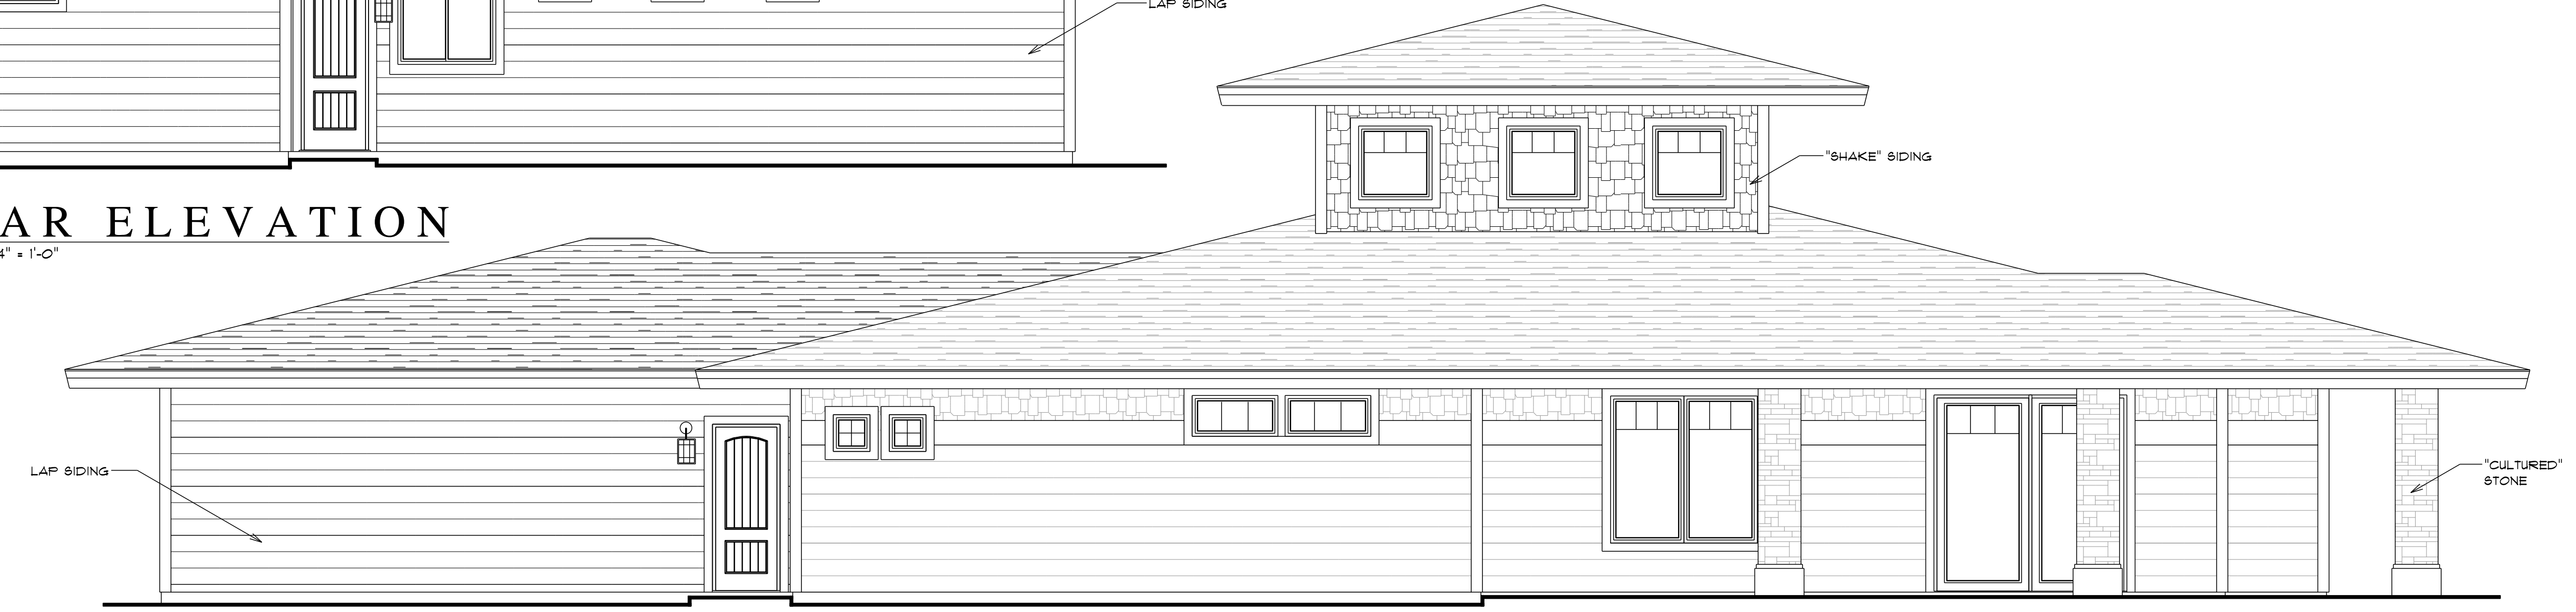 LAP SIDING
"SHAKE" SIDING
AR ELEVATION
4" = 1'-0"
LAP SIDING
"CULTURED"
STONE